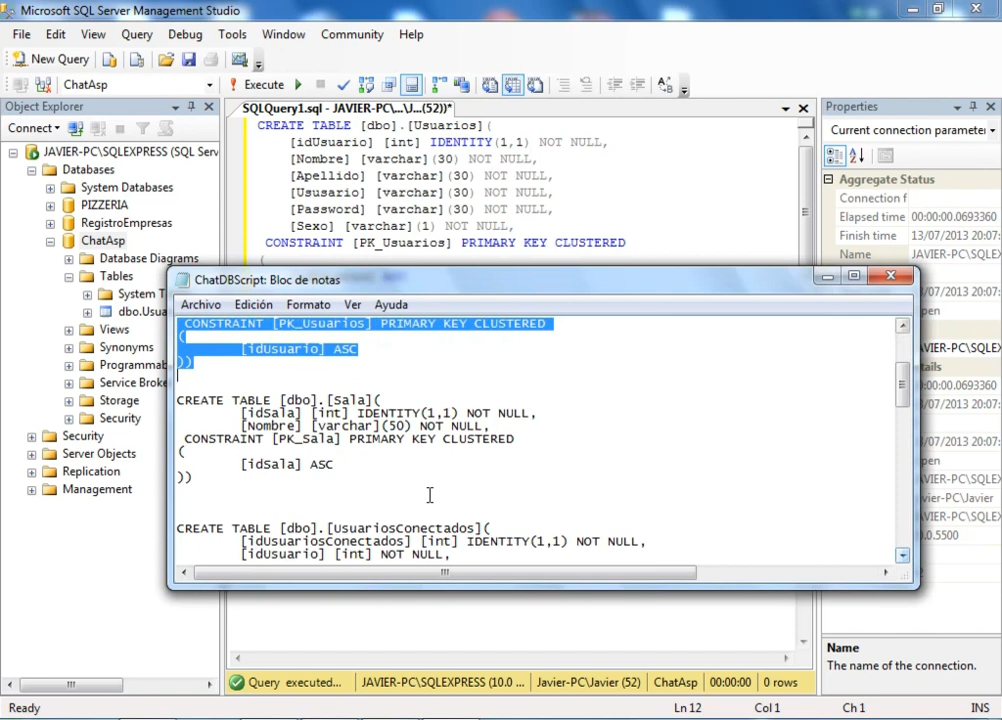 Microsoft SQL Server Management Studio
File Edit View Query Debug Tools Window Community Help
New Query
ChatAsp
Execute
Object Explorer
Connect
JAVIER-PC\SQLEXPRESS (SQL Serv
Databases
System Databases
PIZZERIA
RegistroEmpresas
ChatAsp
Database Diagrams
Tables
System T
dbo.Usua
Views
Synonyms
Programmab
Service Broke
Storage
Security
Security
Server Objects
Replication
Management
SQLQuery1.sql - JAVIER-PC\...\J...(52))*
CREATE TABLE [dbo].[Usuarios](
[idUsuario] [int] IDENTITY(1,1) NOT NULL,
[Nombre] [varchar](30) NOT NULL,
[Apellido] [varchar](30) NOT NULL,
[Ususario] [varchar](30) NOT NULL,
[Password] [varchar](30) NOT NULL,
[Sexo] [varchar](1) NOT NULL,
CONSTRAINT [PK_Usuarios] PRIMARY KEY CLUSTERED
(
ChatDBScript: Bloc de notas
Archivo Edición Formato Ver Ayuda
CONSTRAINT [PK_Usuarios] PRIMARY KEY CLUSTERED
(
[idUsuario] ASC
))
CREATE TABLE [dbo].[Sala](
[idSala] [int] IDENTITY(1,1) NOT NULL,
[Nombre] [varchar](50) NOT NULL,
CONSTRAINT [PK_Sala] PRIMARY KEY CLUSTERED
(
[idSala] ASC
))
CREATE TABLE [dbo].[UsuariosConectados](
[idUsuariosConectados] [int] IDENTITY(1,1) NOT NULL,
[idUsuario] [int] NOT NULL,
Query executed... JAVIER-PC\SQLEXPRESS (10.0 ... Javier-PC\Javier (52) ChatAsp 00:00:00 0 rows
Properties
Current connection parameter
Aggregate Status
Connection f
Elapsed time 00:00:00.0693360
Finish time 13/07/2013 20:07:
Name JAVIER-PC\SQLEX
Name
The name of the connection.
Ready Ln 12 Col 1 Ch 1 INS